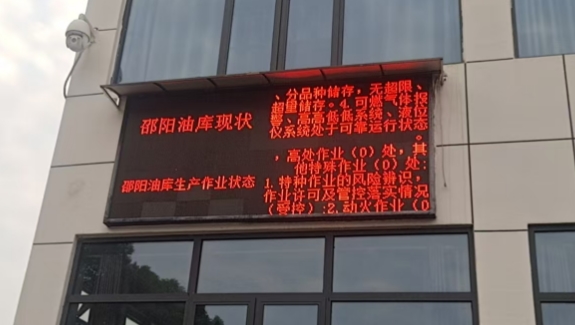 邵阳油库现状
、分品种储存，无超限、
超量储存。4.可燃气体报
警、高高低低系统、液位
仪系统处于可靠运行状态
。
邵阳油库生产作业状态
，高处作业（0）处，其
他特殊作业（0）处；
1.特种作业的风险辨识，
作业许可及管控落实情况
（受控）;2.动火作业（0